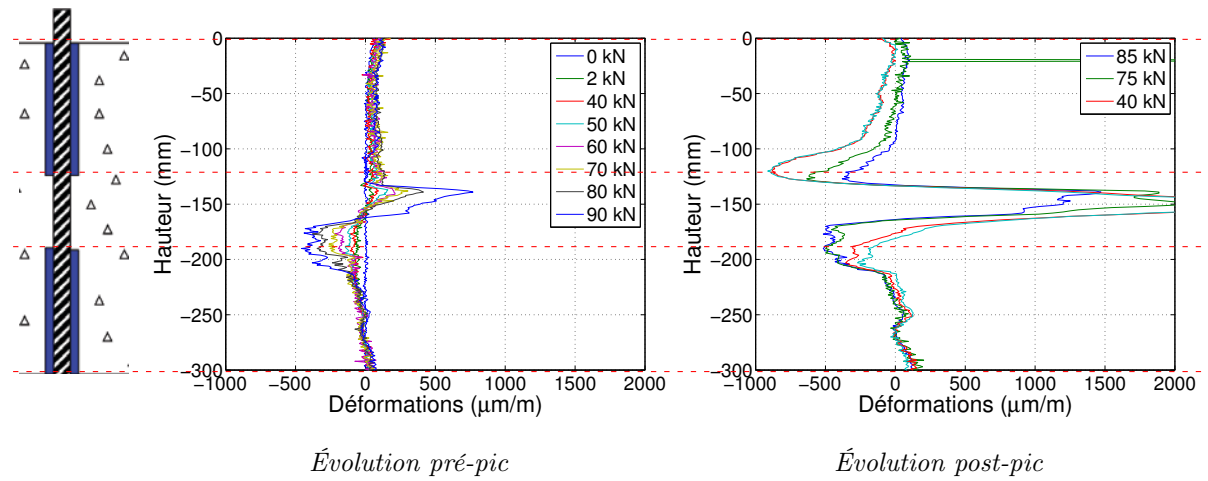 0
−50
−100
−150
−200
−250
−300
Hauteur (mm)
−1000
−500
0
500
1000
1500
2000
Déformations (μm/m)
0 kN
2 kN
40 kN
50 kN
60 kN
70 kN
80 kN
90 kN
Évolution pré-pic
0
−50
−100
−150
−200
−250
−300
Hauteur (mm)
−1000
−500
0
500
1000
1500
2000
Déformations (μm/m)
85 kN
75 kN
40 kN
Évolution post-pic